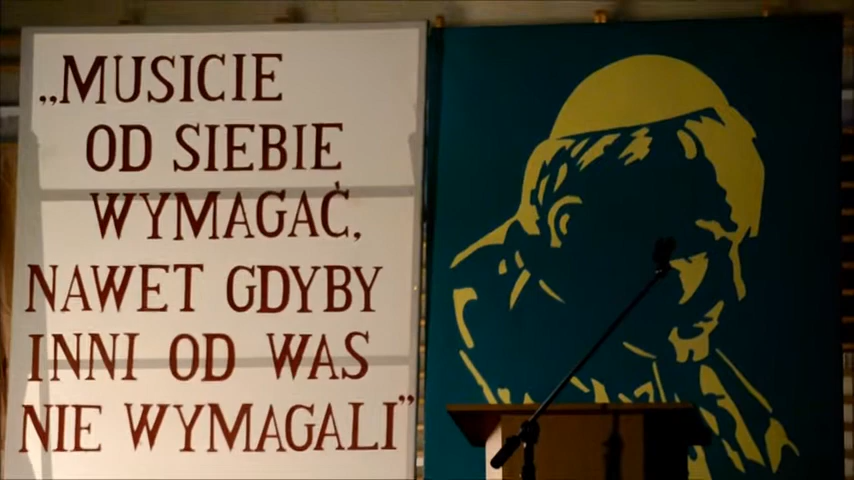 „MUSICIE
OD SIEBIE
WYMAGAĆ,
NAWET GDYBY
INNI OD WAS
NIE WYMAGALI”